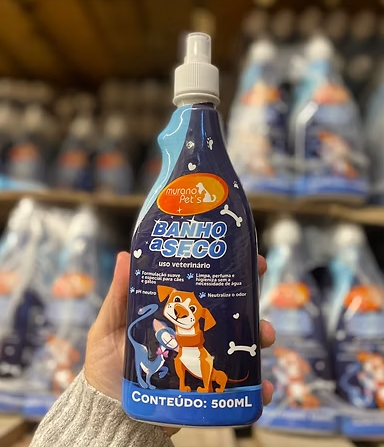 murano
Pet's
BANHO
a SECO
uso veterinário
Formulação suave
e especial para cães
e gatos
Limpa, perfuma e
higieniza sem a
necessidade de água
pH neutro
Neutraliza o odor
CONTEÚDO: 500ML